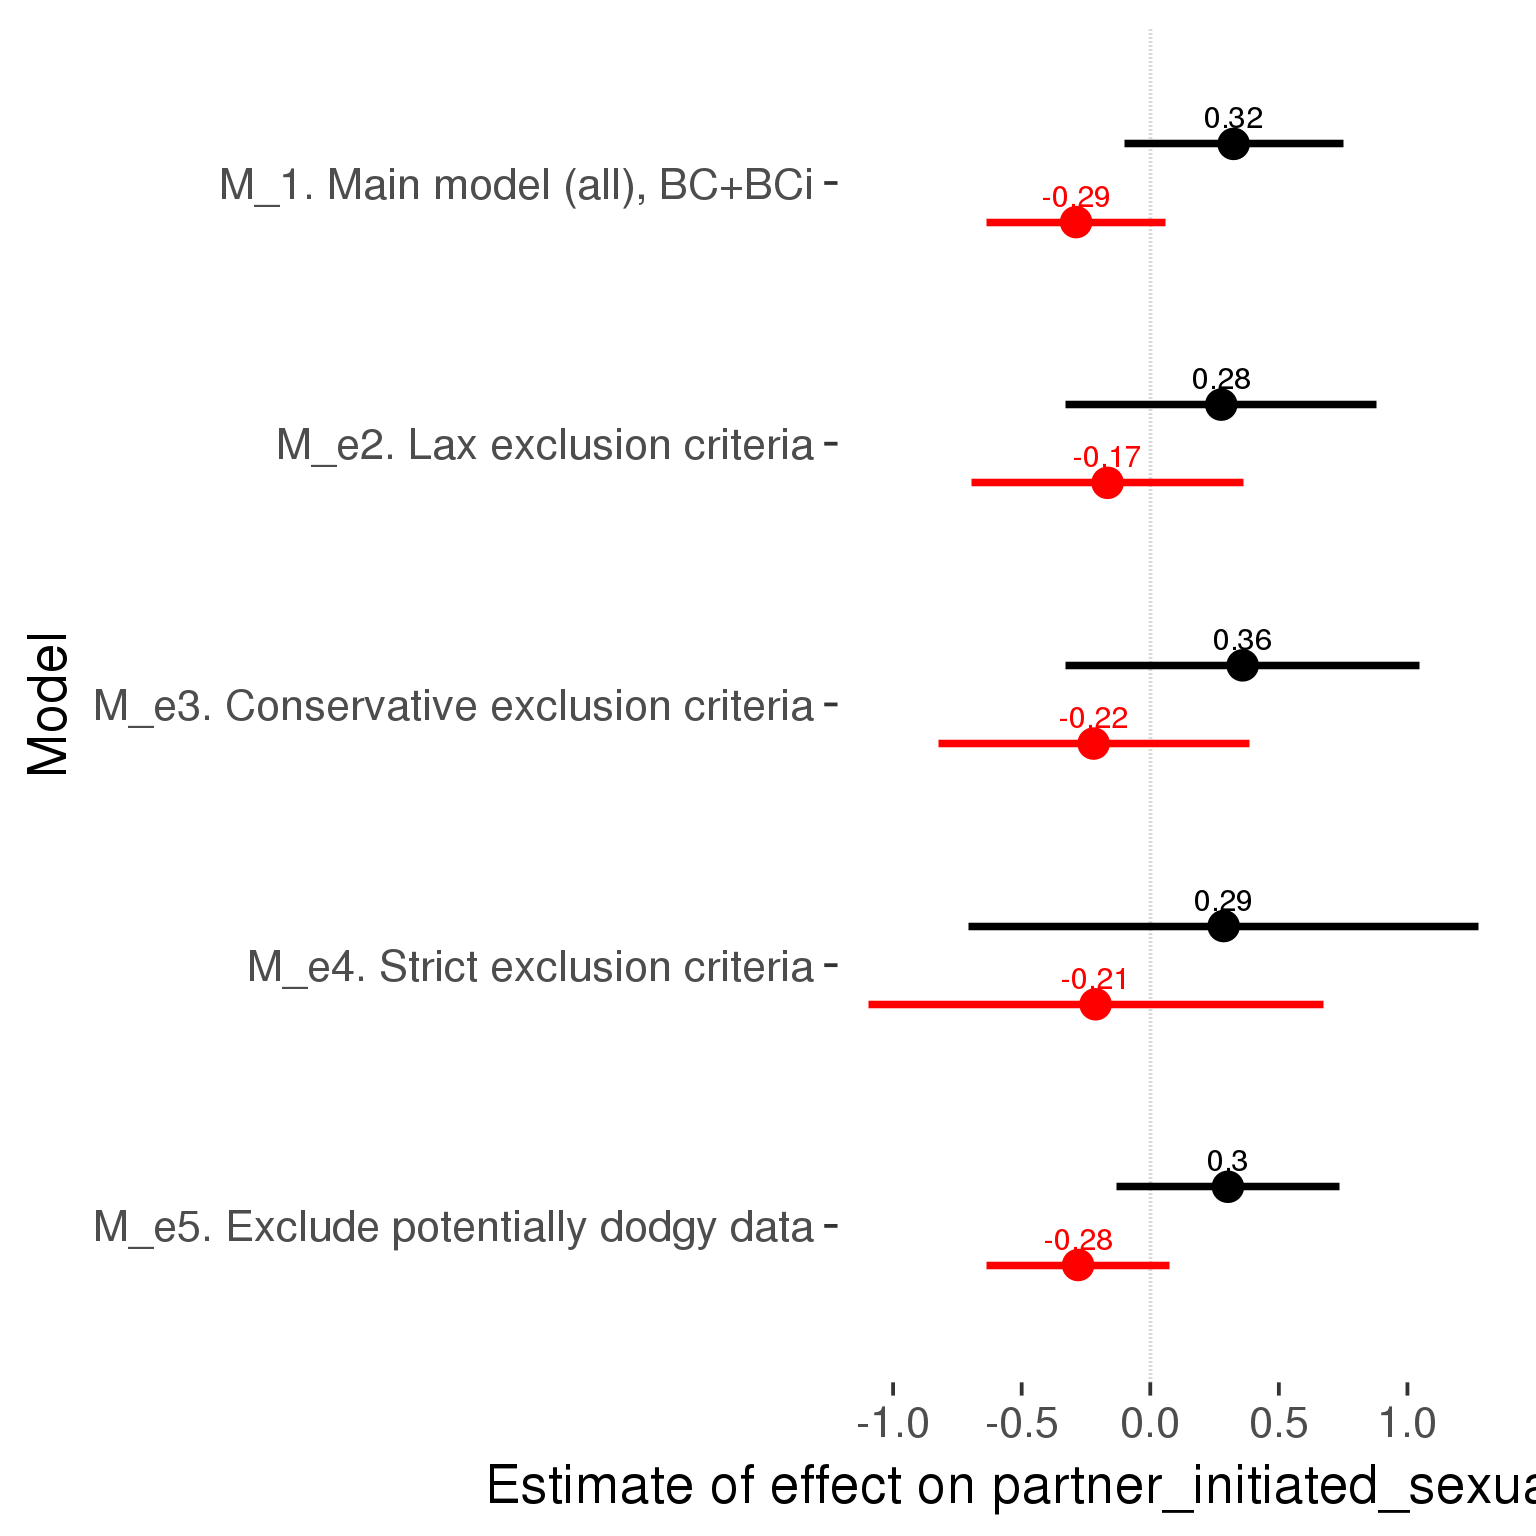 0.32
M_1. Main model (all), BC+BCi
-0.29
0.28
M_e2. Lax exclusion criteria
-0.17
0.36
M_e3. Conservative exclusion criteria
-0.22
0.29
M_e4. Strict exclusion criteria
-0.21
0.3
M_e5. Exclude potentially dodgy data
-0.28
Model
-1.0 -0.5 0.0 0.5 1.0
Estimate of effect on partner_initiated_sexua